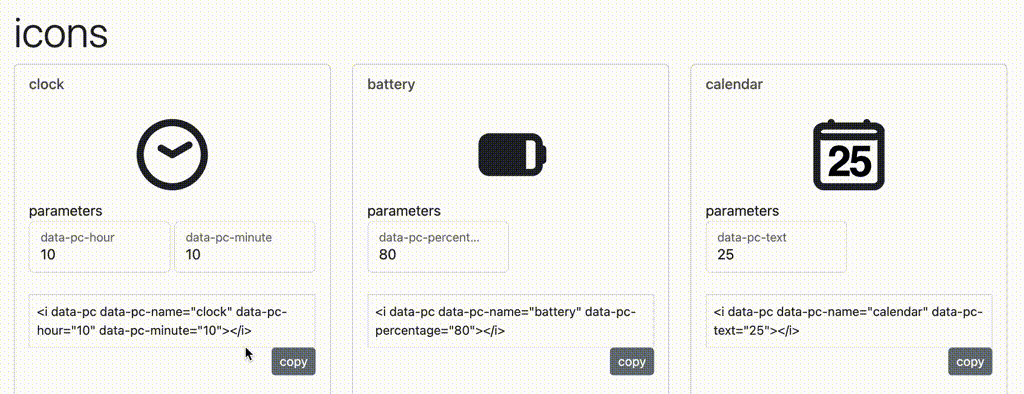 icons
clock
parameters
data-pc-hour
10
data-pc-minute
10
<i data-pc data-pc-name="clock" data-pc-
hour="10" data-pc-minute="10"></i>
copy
battery
parameters
data-pc-percent...
80
<i data-pc data-pc-name="battery" data-pc-
percentage="80"></i>
copy
calendar
25
parameters
data-pc-text
25
<i data-pc data-pc-name="calendar" data-pc-
text="25"></i>
copy